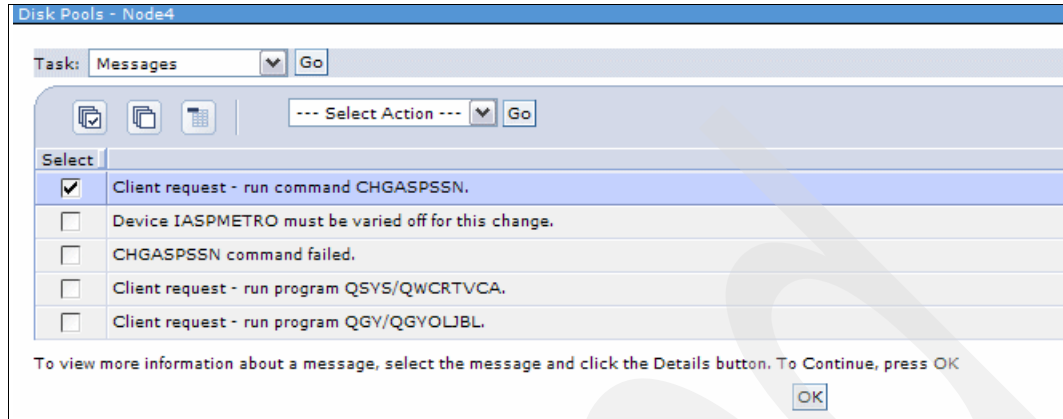 Disk Pools - Node4
Task: Messages Go
--- Select Action --- Go
Select
Client request - run command CHGASPSSN.
Device IASPMETRO must be varied off for this change.
CHGASPSSN command failed.
Client request - run program QSYS/QWCRTVCA.
Client request - run program QGY/QGYOLJBL.
To view more information about a message, select the message and click the Details button. To Continue, press OK
OK